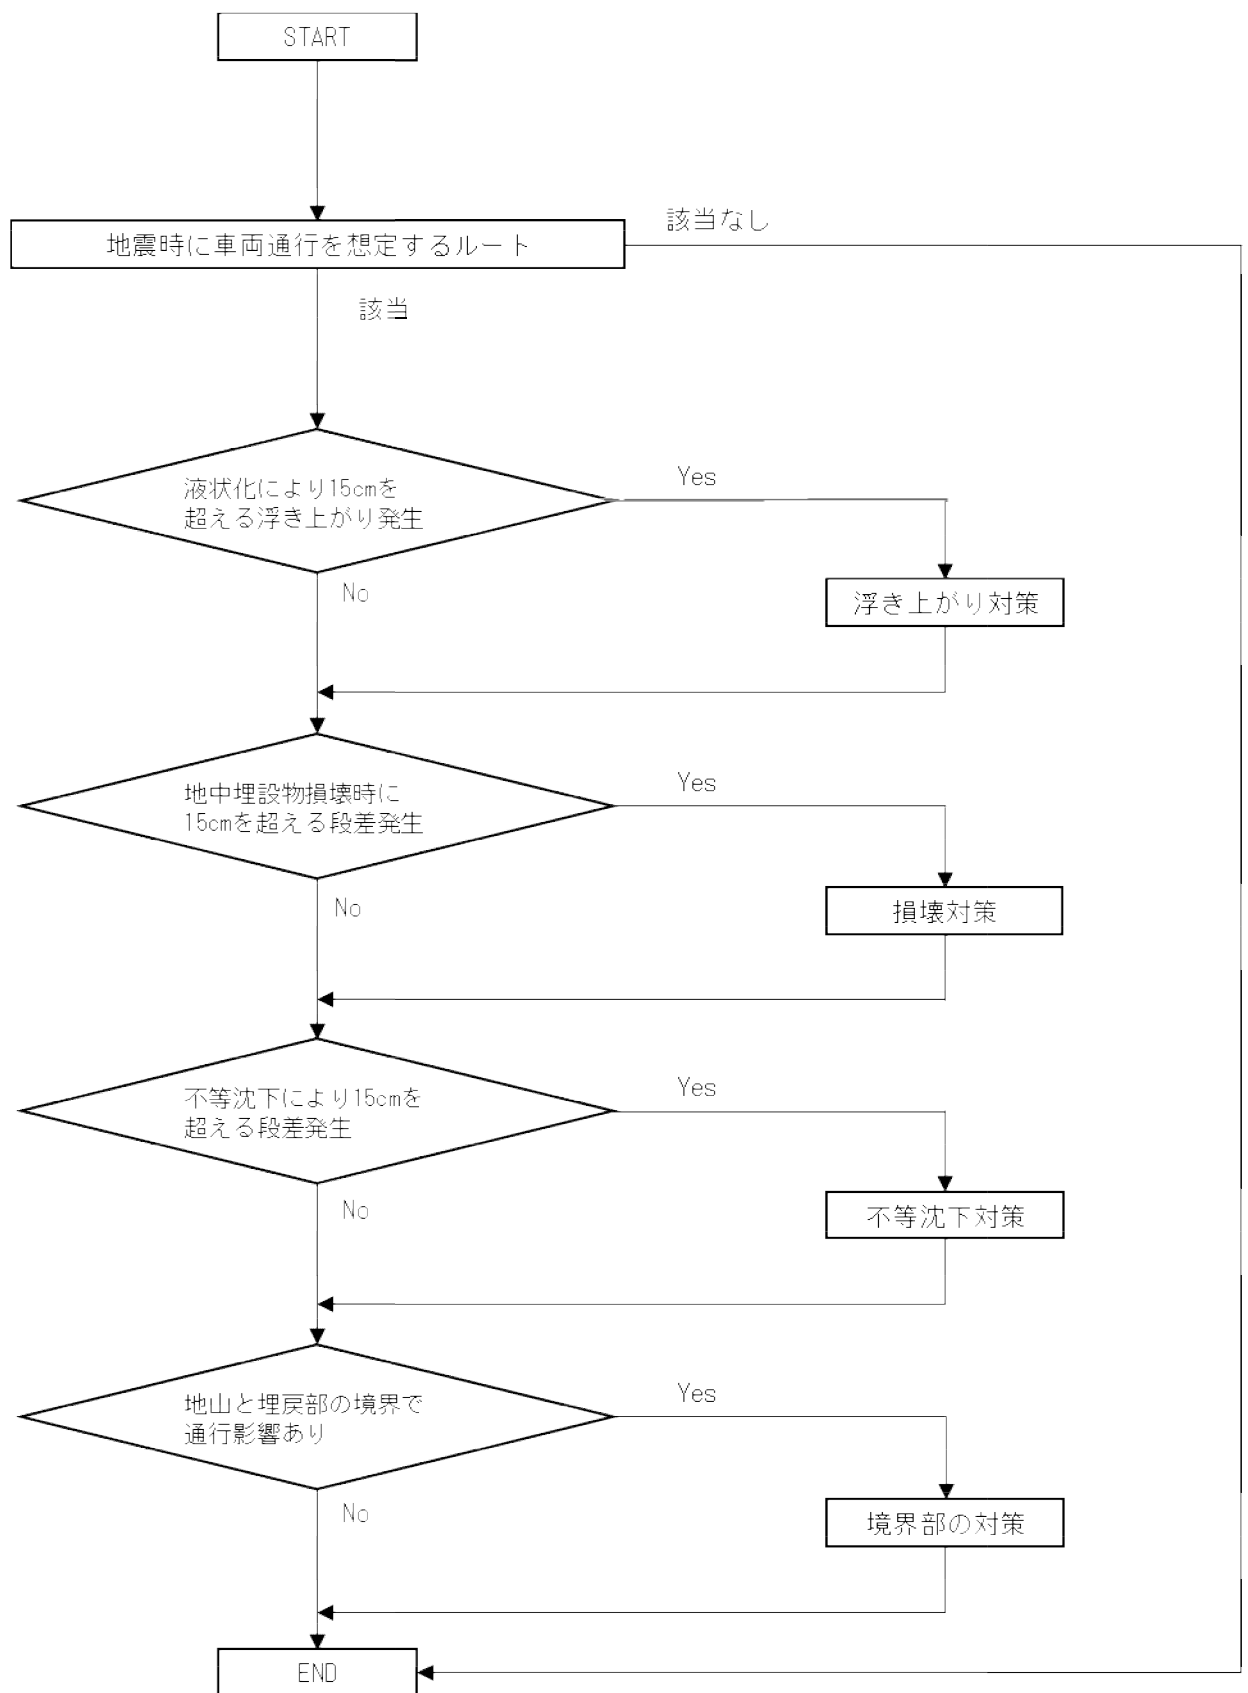 START
地震時に車両通行を想定するルート
該当なし
該当
液状化により15cmを
超える浮き上がり発生
Yes
No
浮き上がり対策
地中埋設物損壊時に
15cmを超える段差発生
Yes
No
損壊対策
不等沈下により15cmを
超える段差発生
Yes
No
不等沈下対策
地山と埋戻部の境界で
通行影響あり
Yes
No
境界部の対策
END